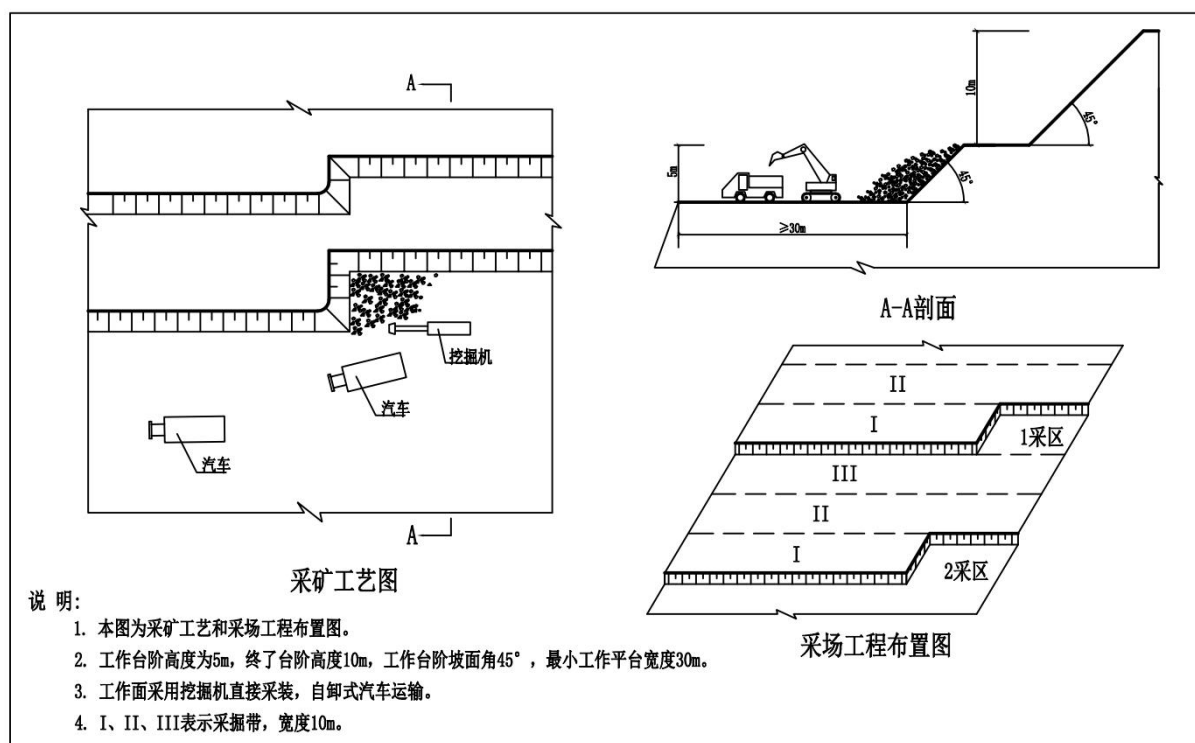 A
10m
45°
5m
45°
≥30m
A-A剖面
挖掘机
汽车
汽车
A
采矿工艺图
II
I
1采区
III
II
I
2采区
采场工程布置图
说 明:
1. 本图为采矿工艺和采场工程布置图。
2. 工作台阶高度为5m, 终了台阶高度10m, 工作台阶坡面角45°, 最小工作平台宽度30m。
3. 工作面采用挖掘机直接采装, 自卸式汽车运输。
4. I、II、III表示采掘带, 宽度10m。